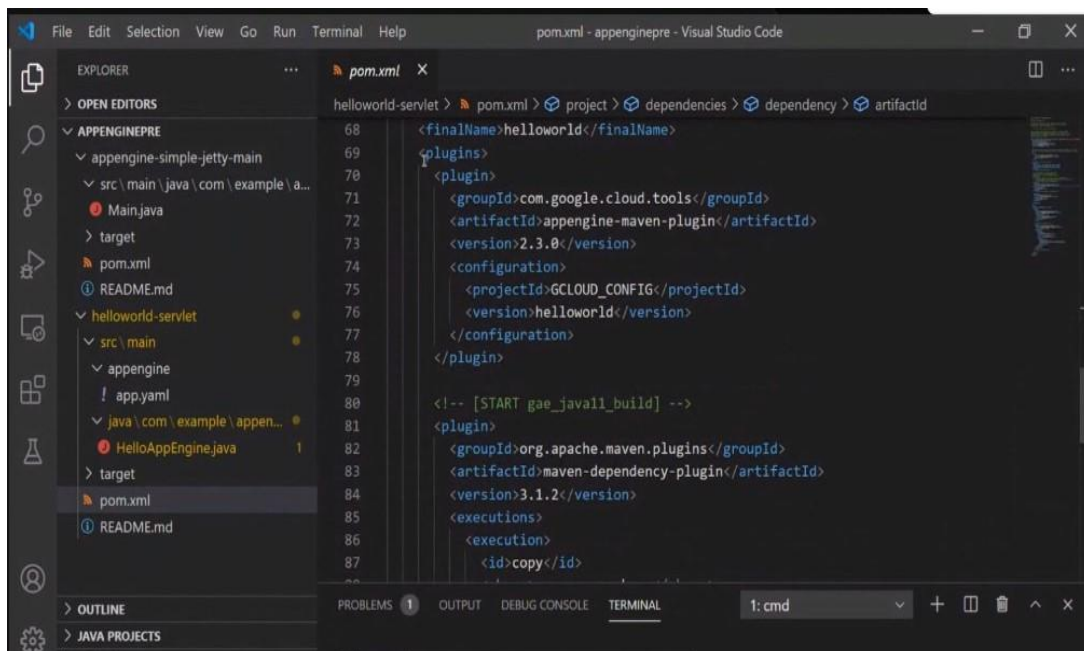 File Edit Selection View Go Run Terminal Help pom.xml - appenginepre - Visual Studio Code
EXPLORER
OPEN EDITORS
APPENGINEPRE
appengine-simple-jetty-main
src \ main \ java \ com \ example \ a...
Main.java
target
pom.xml
README.md
helloworld-servlet
src \ main
appengine
! app.yaml
java \ com \ example \ appen...
HelloAppEngine.java 1
target
pom.xml
README.md
OUTLINE
JAVA PROJECTS
pom.xml
helloworld-servlet > pom.xml > project > dependencies > dependency > artifactId
68 <finalName>helloworld</finalName>
69 <plugins>
70 <plugin>
71 <groupId>com.google.cloud.tools</groupId>
72 <artifactId>appengine-maven-plugin</artifactId>
73 <version>2.3.0</version>
74 <configuration>
75 <projectId>GCLOUD_CONFIG</projectId>
76 <version>helloworld</version>
77 </configuration>
78 </plugin>
79
80 <!-- [START gae_java11_build] -->
81 <plugin>
82 <groupId>org.apache.maven.plugins</groupId>
83 <artifactId>maven-dependency-plugin</artifactId>
84 <version>3.1.2</version>
85 <executions>
86 <execution>
87 <id>copy</id>
PROBLEMS 1 OUTPUT DEBUG CONSOLE TERMINAL 1: cmd